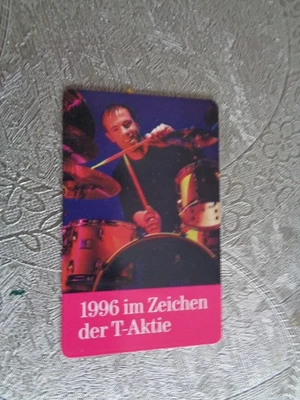 1996 im Zeichen
der T-Aktie